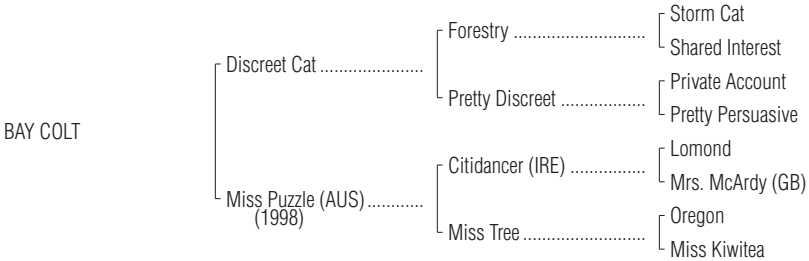 Storm Cat
Forestry ............................
Shared Interest
Discreet Cat ......................
Private Account
Pretty Discreet ..................
Pretty Persuasive
BAY COLT
Lomond
Citidancer (IRE) ................
Mrs. McArdy (GB)
Miss Puzzle (AUS) ............
(1998)
Oregon
Miss Tree ..........................
Miss Kiwitea